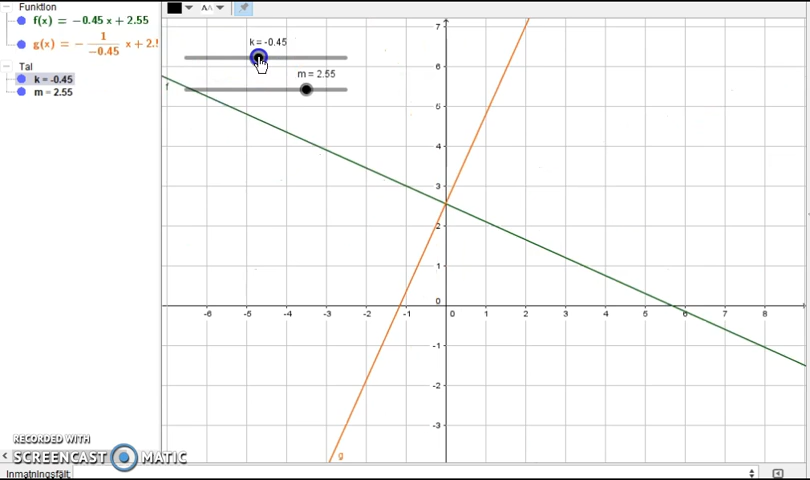 Funktion
f(x) = −0.45 x + 2.55
g(x) = − 1/−0.45 x + 2.
Tal
k = -0.45
m = 2.55
k = -0.45
m = 2.55
f
7
6
5
4
3
2
1
0
-6 -5 -4 -3 -2 -1 0 1 2 3 4 5 6 7 8
-1
-2
-3
g
RECORDED WITH
SCREENCAST MATIC
Inmatningsfält: